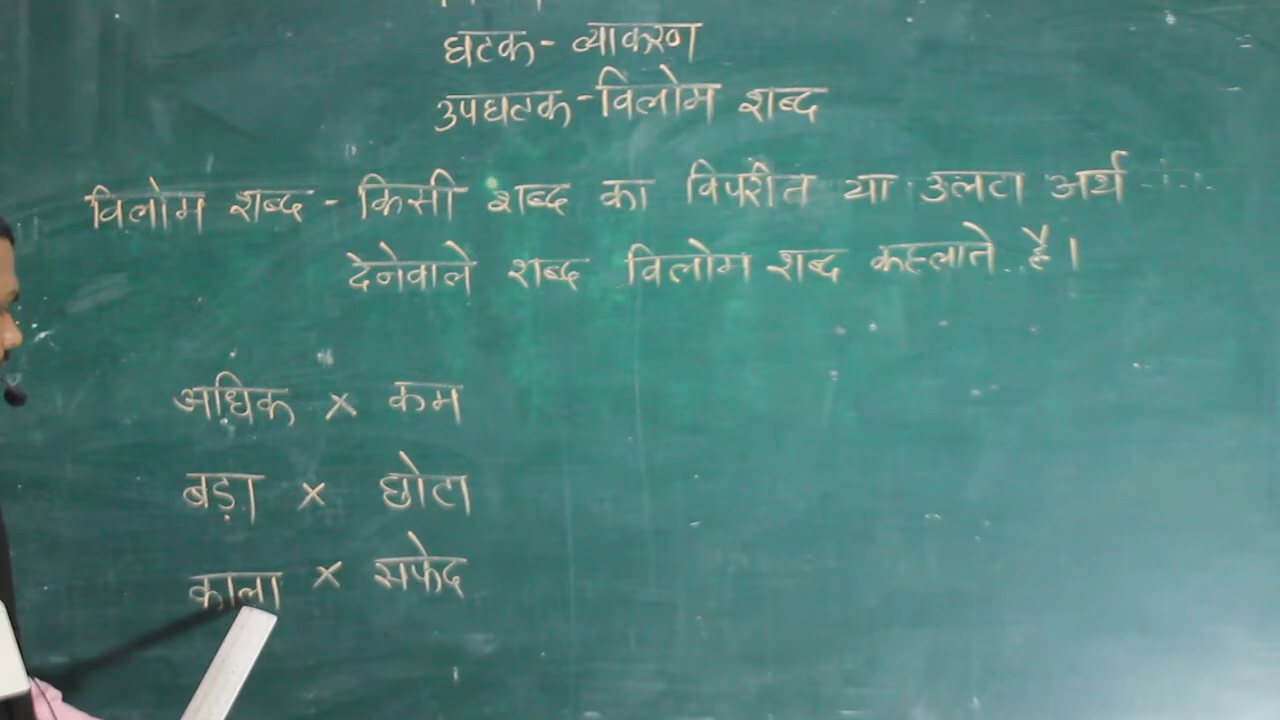 घटक - व्याकरण
उपघटक - विलोम शब्द
विलोम शब्द - किसी शब्द का विपरीत या उलटा अर्थ
देनेवाले शब्द विलोम शब्द कहलाते है।
अधिक × कम
बड़ा × छोटा
काला × सफेद